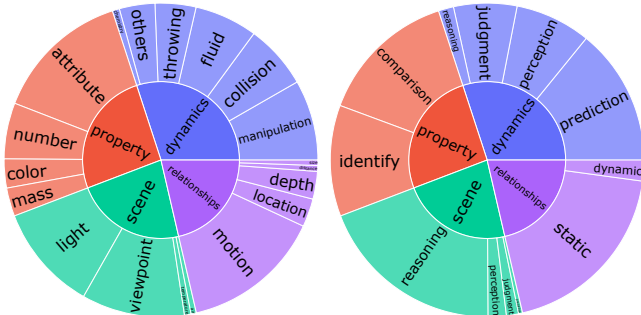 others
throwing
fluid
collision
manipulation
attribute
number
color
mass
property
dynamics
scene
relationships
light
viewpoint
motion
location
depth
reasoning
judgment
perception
prediction
comparison
identify
property
dynamics
scene
relationships
dynamic
static
reasoning
perception
judgment